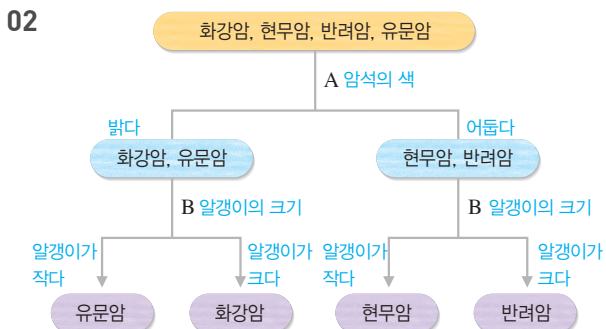 02
화강암, 현무암, 반려암, 유문암
A 암석의 색
밝다
어둡다
화강암, 유문암
현무암, 반려암
B 알갱이의 크기
B 알갱이의 크기
알갱이가
작다
알갱이가
크다
알갱이가
작다
알갱이가
크다
유문암
화강암
현무암
반려암